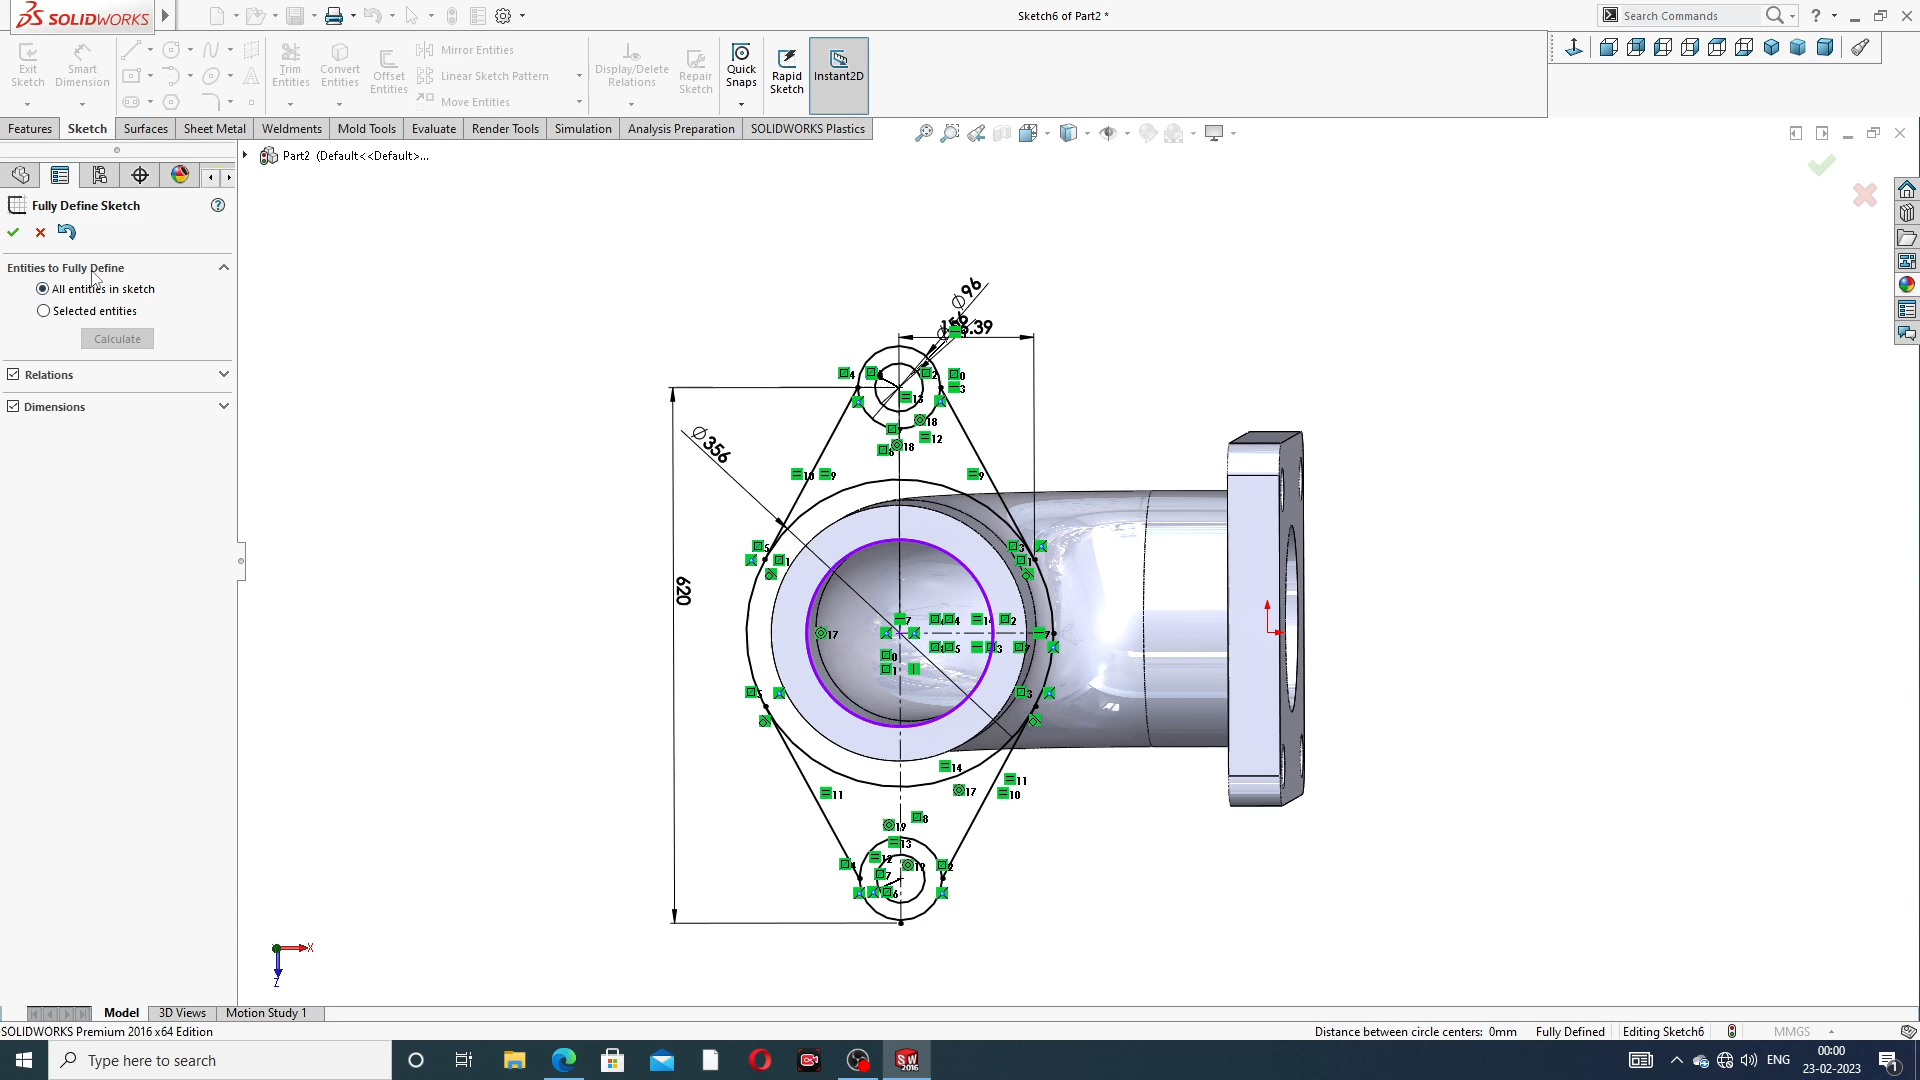 SOLIDWORKS
Sketch6 of Part2 *
Search Commands
Exit Sketch
Smart Dimension
Trim Entities
Convert Entities
Offset Entities
Mirror Entities
Linear Sketch Pattern
Move Entities
Display/Delete Relations
Repair Sketch
Quick Snaps
Rapid Sketch
Instant2D
Features
Sketch
Surfaces
Sheet Metal
Weldments
Mold Tools
Evaluate
Render Tools
Simulation
Analysis Preparation
SOLIDWORKS Plastics
Part2 (Default<<Default>...
Fully Define Sketch
Entities to Fully Define
All entities in sketch
Selected entities
Calculate
Relations
Dimensions
∅96
∅356
620
X
Z
Model
3D Views
Motion Study 1
SOLIDWORKS Premium 2016 x64 Edition
Distance between circle centers: 0mm
Fully Defined
Editing Sketch6
MMGS
Type here to search
ENG
00:00
23-02-2023